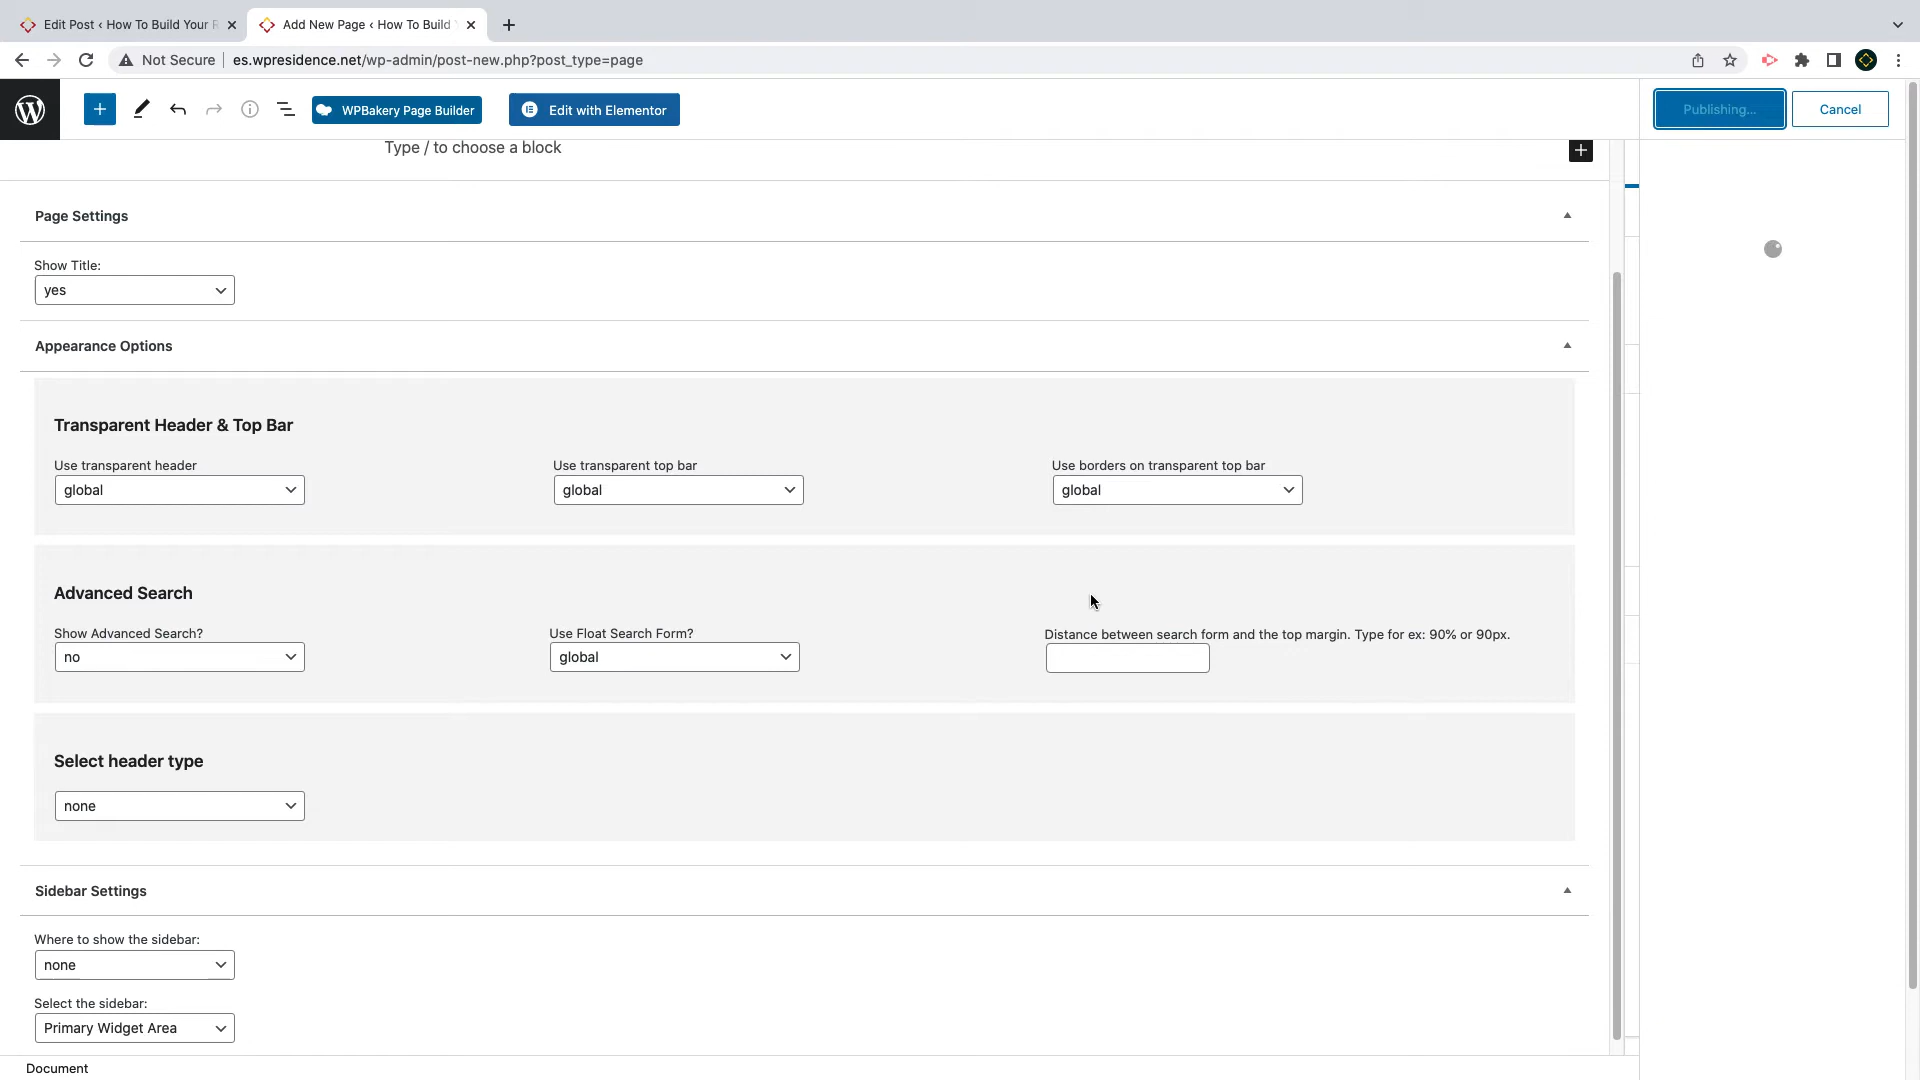 Edit Post ‹ How To Build Your R
Add New Page ‹ How To Build Y
Not Secure
es.wpresidence.net/wp-admin/post-new.php?post_type=page
WPBakery Page Builder
Edit with Elementor
Publishing...
Cancel
Type / to choose a block
Page Settings
Show Title:
yes
Appearance Options
Transparent Header & Top Bar
Use transparent header
Use transparent top bar
Use borders on transparent top bar
global
global
global
Advanced Search
Show Advanced Search?
Use Float Search Form?
Distance between search form and the top margin. Type for ex: 90% or 90px.
no
global
Select header type
none
Sidebar Settings
Where to show the sidebar:
none
Select the sidebar:
Primary Widget Area
Document